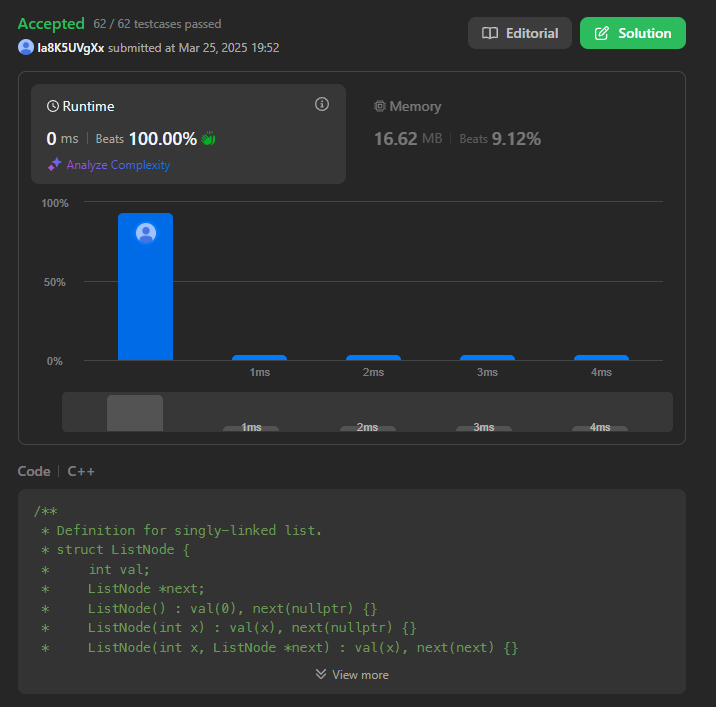 Accepted 62 / 62 testcases passed
Ia8K5UVgXx submitted at Mar 25, 2025 19:52
Editorial
Solution
Runtime
0 ms | Beats 100.00%
Analyze Complexity
Memory
16.62 MB | Beats 9.12%
100%
50%
0%
1ms 2ms 3ms 4ms
1ms 2ms 3ms 4ms
Code | C++
/**
 * Definition for singly-linked list.
 * struct ListNode {
 *     int val;
 *     ListNode *next;
 *     ListNode() : val(0), next(nullptr) {}
 *     ListNode(int x) : val(x), next(nullptr) {}
 *     ListNode(int x, ListNode *next) : val(x), next(next) {}
View more